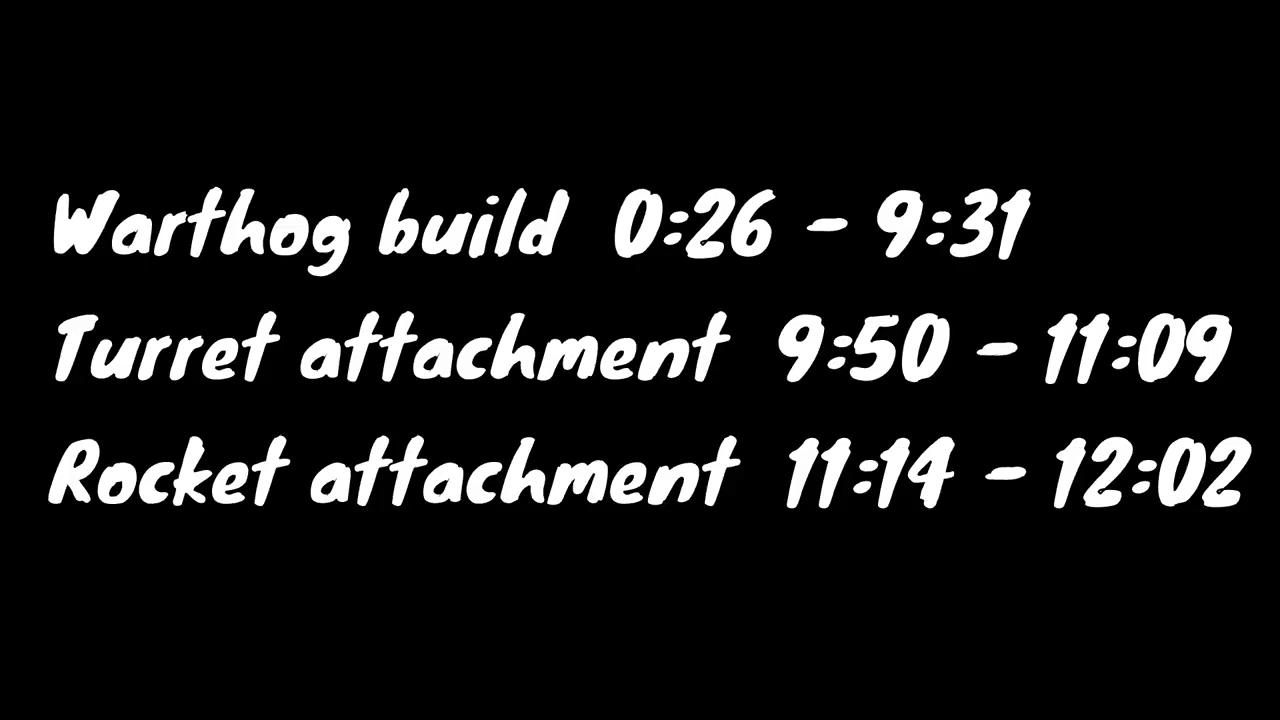 Warthog build 0:26 - 9:31
Turret attachment 9:50 - 11:09
Rocket attachment 11:14 - 12:02